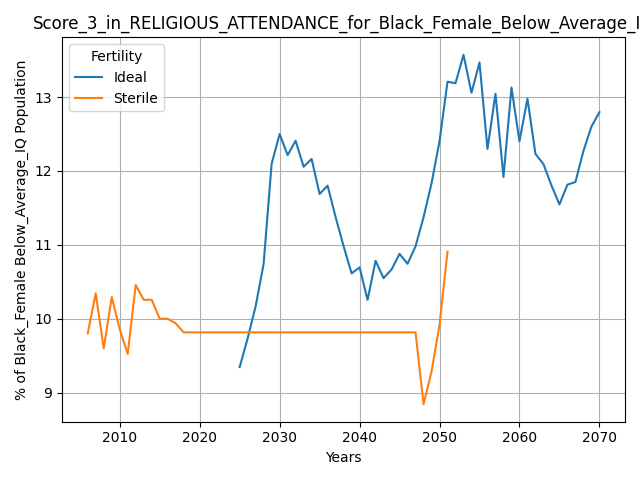 Score_3_in_RELIGIOUS_ATTENDANCE_for_Black_Female_Below_Average_I
% of Black_Female Below_Average_IQ Population
Fertility
Ideal
Sterile
13
12
11
10
9
2010 2020 2030 2040 2050 2060 2070
Years